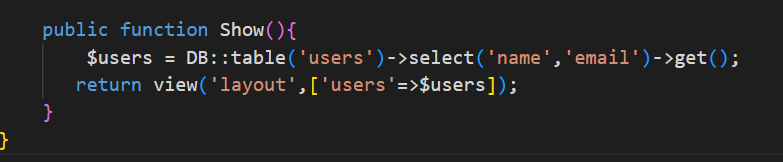 public function Show(){
$users = DB::table('users')->select('name','email')->get();
return view('layout',['users'=>$users]);
}
}